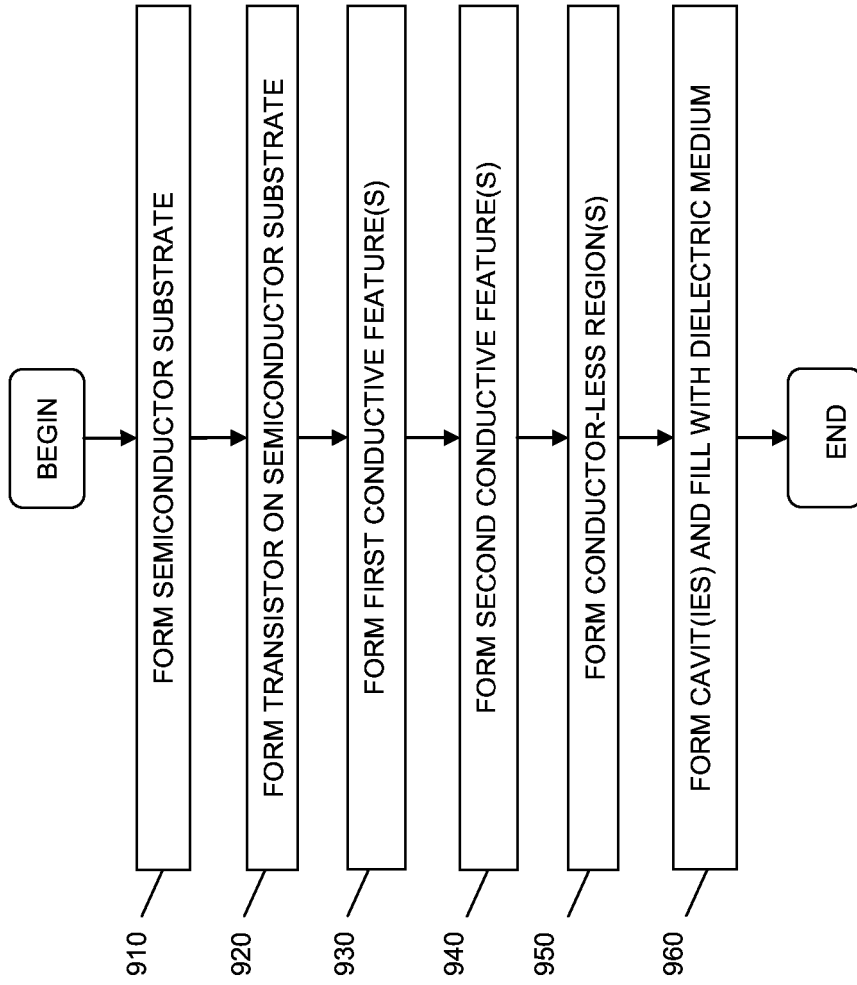 BEGIN
910
FORM SEMICONDUCTOR SUBSTRATE
920
FORM TRANSISTOR ON SEMICONDUCTOR SUBSTRATE
930
FORM FIRST CONDUCTIVE FEATURE(S)
940
FORM SECOND CONDUCTIVE FEATURE(S)
950
FORM CONDUCTOR-LESS REGION(S)
960
FORM CAVIT(IES) AND FILL WITH DIELECTRIC MEDIUM
END